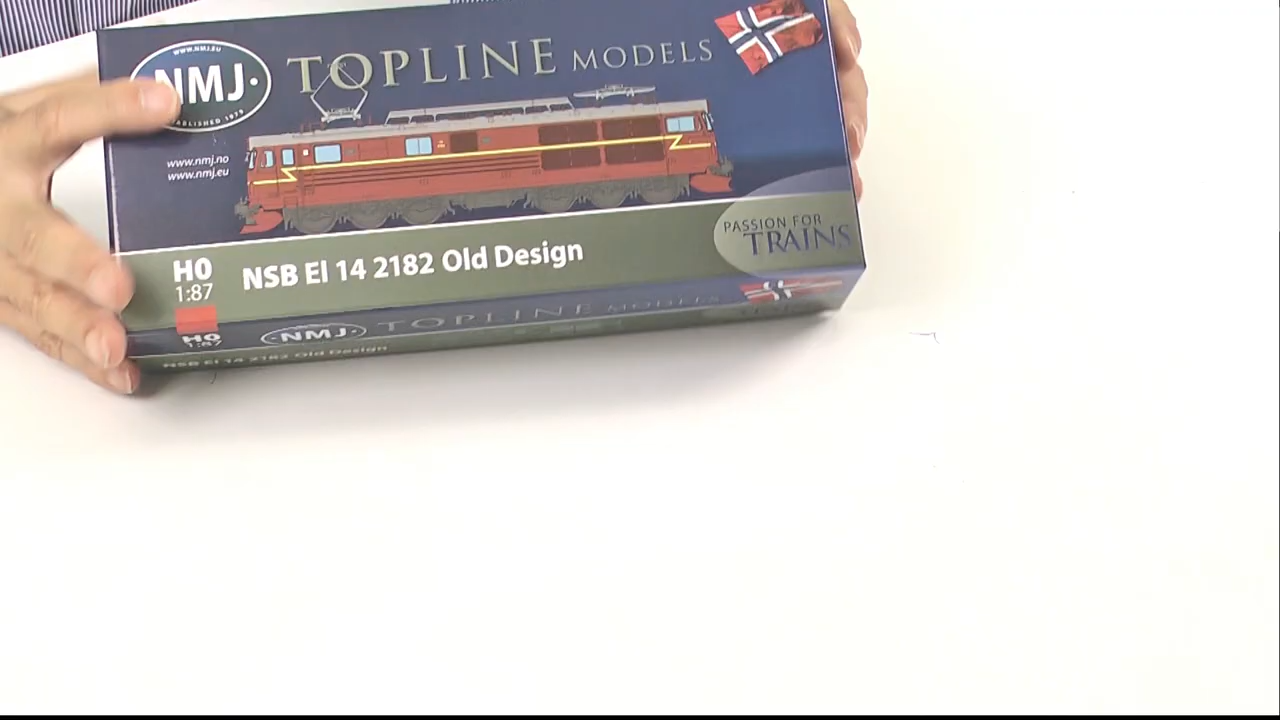 WWW.NMJ.EU
NMJ
ESTABLISHED 1979
TOPLINE MODELS
www.nmj.no
www.nmj.eu
PASSION FOR
TRAINS
H0
1:87
NSB El 14 2182 Old Design
H0
1:87
NMJ
TOPLINE MODELS
NSB El 14 2182 Old Design